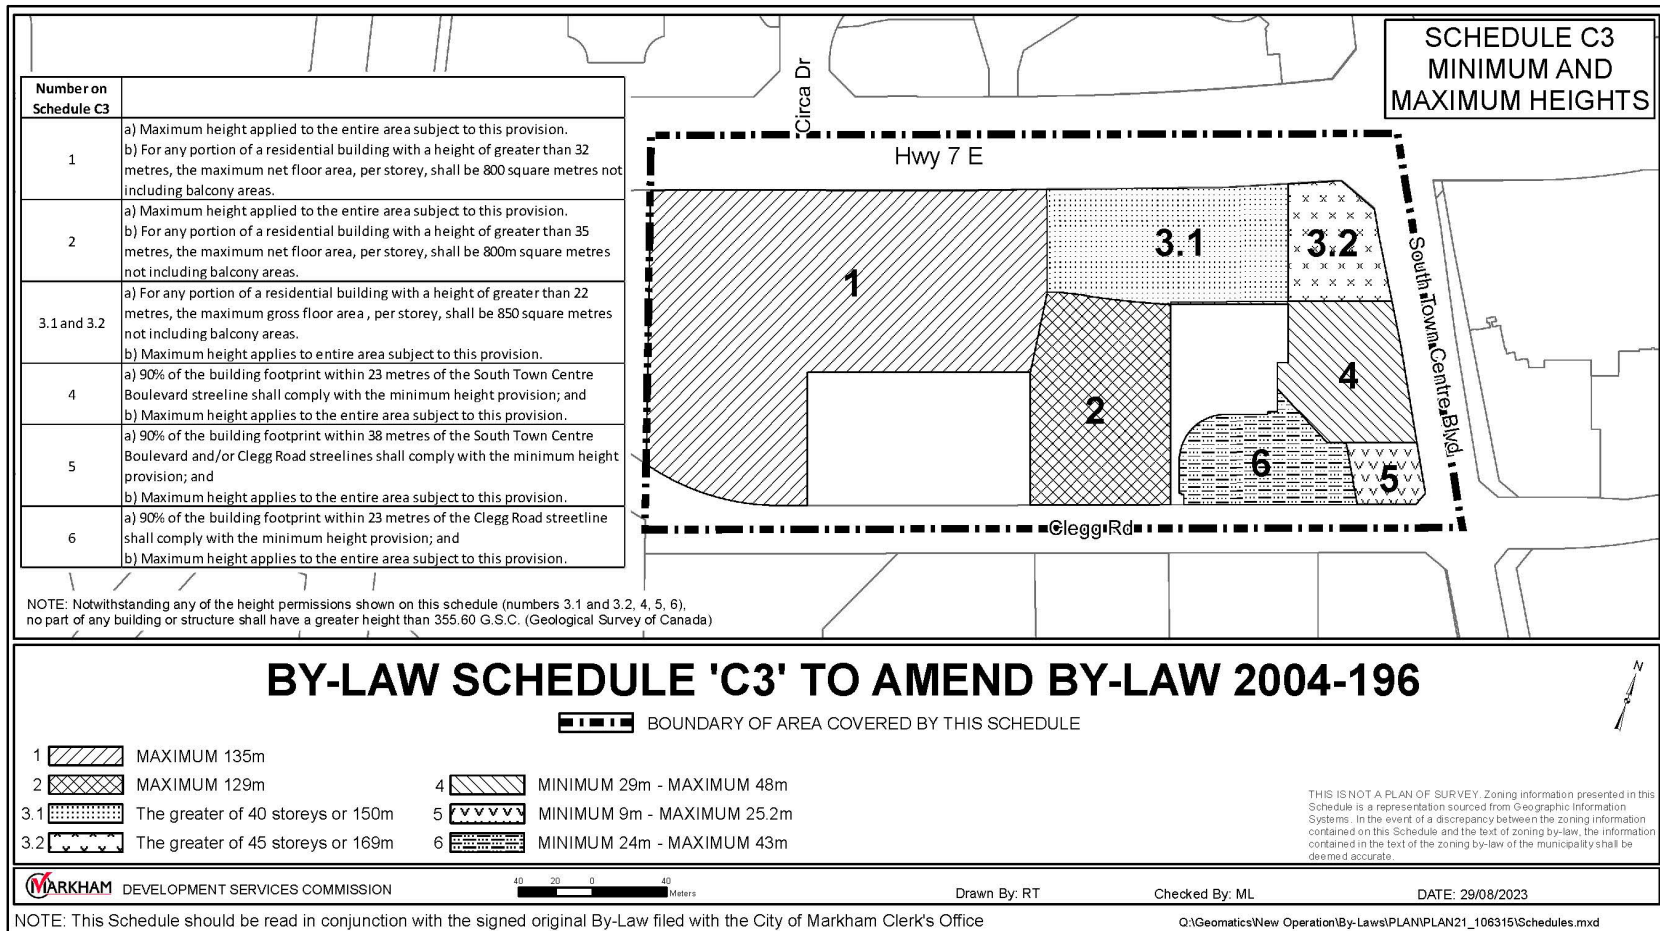 SCHEDULE C3
MINIMUM AND
MAXIMUM HEIGHTS
Number on
Schedule C3
1
a) Maximum height applied to the entire area subject to this provision.
b) For any portion of a residential building with a height of greater than 32
metres, the maximum net floor area, per storey, shall be 800 square metres not
including balcony areas.
2
a) Maximum height applied to the entire area subject to this provision.
b) For any portion of a residential building with a height of greater than 35
metres, the maximum net floor area, per storey, shall be 800m square metres
not including balcony areas.
3.1 and 3.2
a) For any portion of a residential building with a height of greater than 22
metres, the maximum gross floor area , per storey, shall be 850 square metres
not including balcony areas.
b) Maximum height applies to entire area subject to this provision.
4
a) 90% of the building footprint within 23 metres of the South Town Centre
Boulevard streeline shall comply with the minimum height provision; and
b) Maximum height applies to the entire area subject to this provision.
5
a) 90% of the building footprint within 38 metres of the South Town Centre
Boulevard and/or Clegg Road streelines shall comply with the minimum height
provision; and
b) Maximum height applies to the entire area subject to this provision.
6
a) 90% of the building footprint within 23 metres of the Clegg Road streetline
shall comply with the minimum height provision; and
b) Maximum height applies to the entire area subject to this provision.
NOTE: Notwithstanding any of the height permissions shown on this schedule (numbers 3.1 and 3.2, 4, 5, 6),
no part of any building or structure shall have a greater height than 355.60 G.S.C. (Geological Survey of Canada)
Circa Dr
Hwy 7 E
South Town Centre Blvd
Clegg Rd
1
3.1
3.2
2
4
6
5
BY-LAW SCHEDULE 'C3' TO AMEND BY-LAW 2004-196
N
BOUNDARY OF AREA COVERED BY THIS SCHEDULE
1 MAXIMUM 135m
2 MAXIMUM 129m
3.1 The greater of 40 storeys or 150m
3.2 The greater of 45 storeys or 169m
4 MINIMUM 29m - MAXIMUM 48m
5 MINIMUM 9m - MAXIMUM 25.2m
6 MINIMUM 24m - MAXIMUM 43m
THIS IS NOT A PLAN OF SURVEY. Zoning information presented in this
Schedule is a representation sourced from Geographic Information
Systems. In the event of a discrepancy between the zoning information
contained on this Schedule and the text of zoning by-law, the information
contained in the text of the zoning by-law of the municipality shall be
deemed accurate.
MARKHAM DEVELOPMENT SERVICES COMMISSION
40 20 0 40
Meters
Drawn By: RT
Checked By: ML
DATE: 29/08/2023
NOTE: This Schedule should be read in conjunction with the signed original By-Law filed with the City of Markham Clerk's Office
Q:\Geomatics\New Operation\By-Laws\PLAN\PLAN21_106315\Schedules.mxd